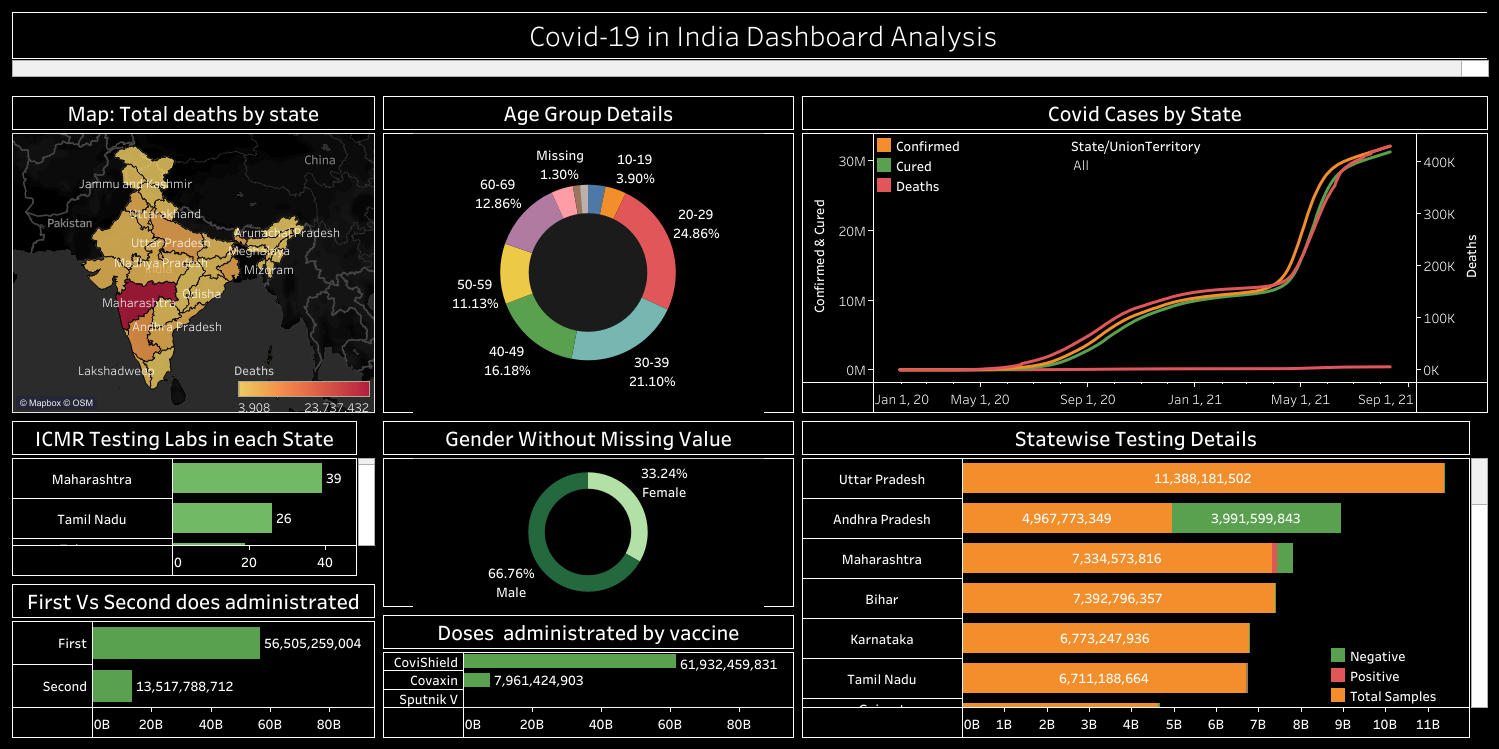 Covid-19 in India Dashboard Analysis
Map: Total deaths by state
China
Jammu and Kashmir
Pakistan
Uttarakhand
Arunachal Pradesh
Uttar Pradesh
Meghalaya
Madhya Pradesh
India
Mizoram
Odisha
Maharashtra
Andhra Pradesh
Lakshadweep
Deaths
3,908 23,737,432
© Mapbox © OSM
Age Group Details
Missing
1.30%
10-19
3.90%
60-69
12.86%
20-29
24.86%
50-59
11.13%
40-49
16.18%
30-39
21.10%
Covid Cases by State
Confirmed
Cured
Deaths
State/UnionTerritory
All
Confirmed & Cured
30M
20M
10M
0M
400K
300K
200K
100K
0K
Deaths
Jan 1, 20 May 1, 20 Sep 1, 20 Jan 1, 21 May 1, 21 Sep 1, 21
ICMR Testing Labs in each State
Maharashtra 39
Tamil Nadu 26
0 20 40
First Vs Second does administrated
First 56,505,259,004
Second 13,517,788,712
0B 20B 40B 60B 80B
Gender Without Missing Value
33.24%
Female
66.76%
Male
Doses administrated by vaccine
CoviShield 61,932,459,831
Covaxin 7,961,424,903
Sputnik V
0B 20B 40B 60B 80B
Statewise Testing Details
Uttar Pradesh 11,388,181,502
Andhra Pradesh 4,967,773,349 3,991,599,843
Maharashtra 7,334,573,816
Bihar 7,392,796,357
Karnataka 6,773,247,936
Tamil Nadu 6,711,188,664
Negative
Positive
Total Samples
0B 1B 2B 3B 4B 5B 6B 7B 8B 9B 10B 11B